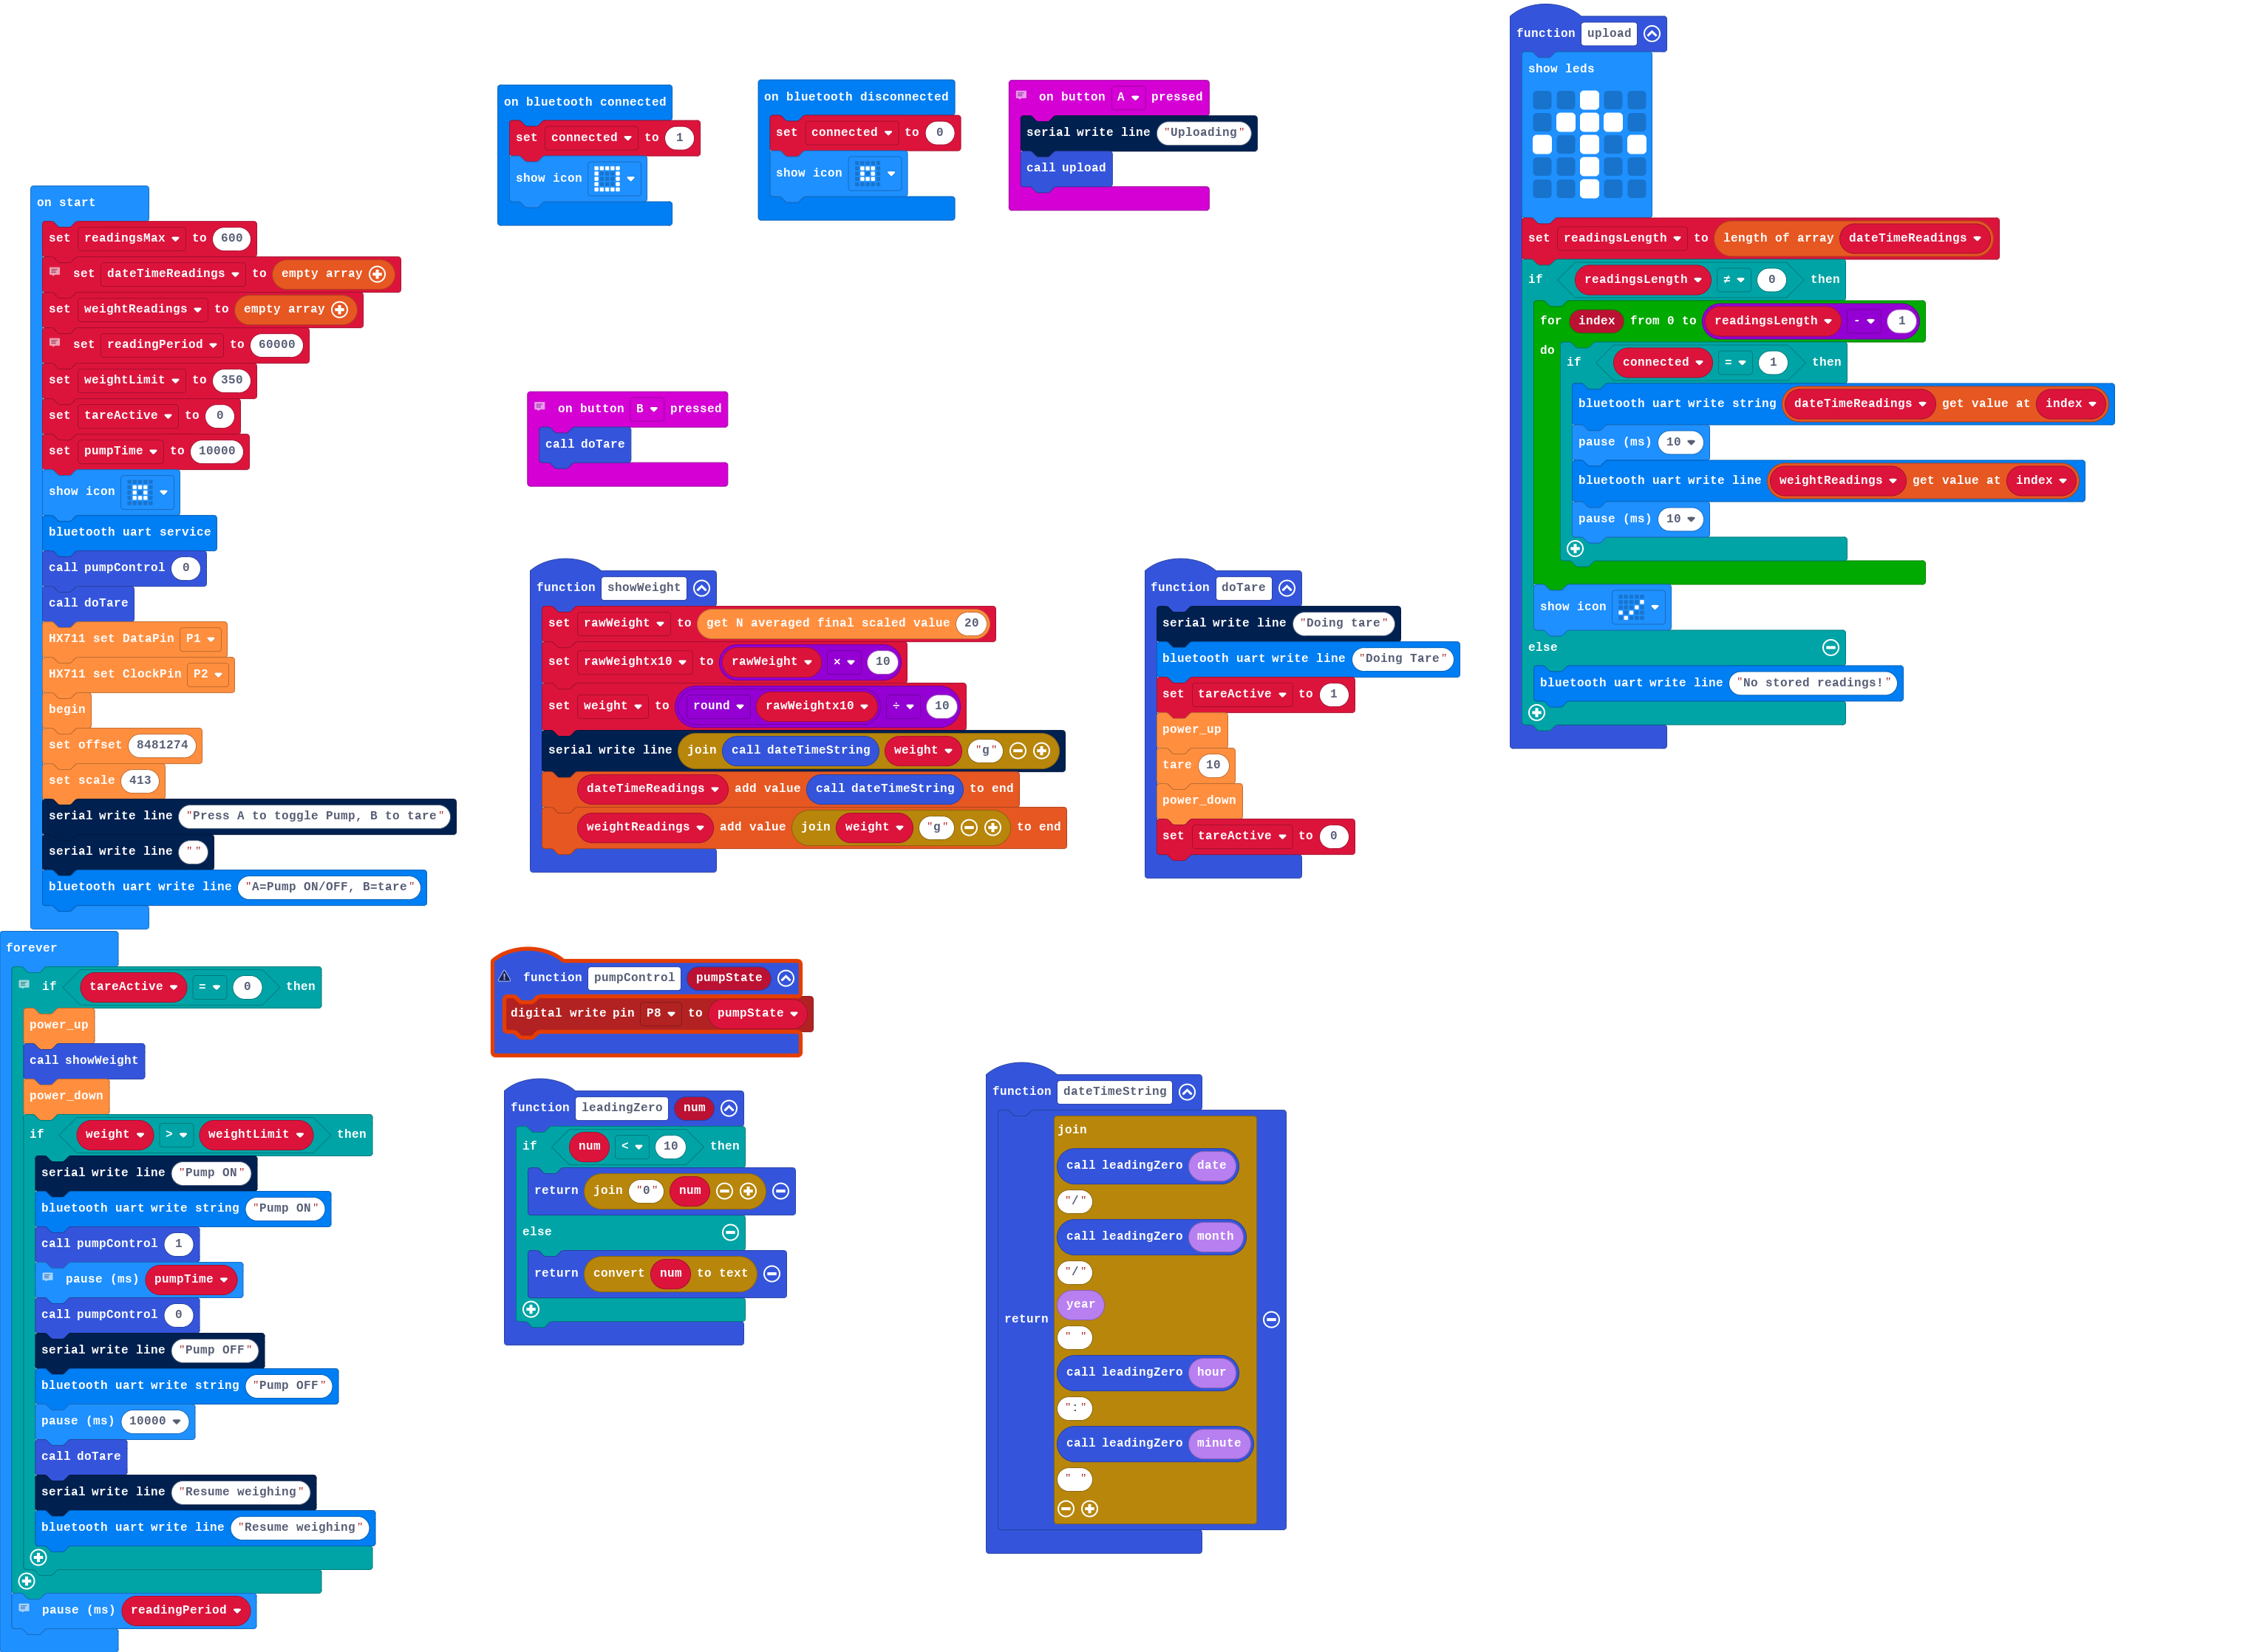 on start
set readingsMax to 600
set dateTimeReadings to empty array
set weightReadings to empty array
set readingPeriod to 60000
set weightLimit to 350
set tareActive to 0
set pumpTime to 10000
show icon
bluetooth uart service
call pumpControl 0
call doTare
HX711 set DataPin P1
HX711 set ClockPin P2
begin
set offset 8481274
set scale 413
serial write line "Press A to toggle Pump, B to tare"
serial write line ""
bluetooth uart write line "A=Pump ON/OFF, B=tare"
forever
if tareActive = 0 then
power_up
call showWeight
power_down
if weight > weightLimit then
serial write line "Pump ON"
bluetooth uart write string "Pump ON"
call pumpControl 1
pause (ms) pumpTime
call pumpControl 0
serial write line "Pump OFF"
bluetooth uart write string "Pump OFF"
pause (ms) 10000
call doTare
serial write line "Resume weighing"
bluetooth uart write line "Resume weighing"
pause (ms) readingPeriod
on bluetooth connected
set connected to 1
show icon
on bluetooth disconnected
set connected to 0
show icon
on button A pressed
serial write line "Uploading"
call upload
on button B pressed
call doTare
function showWeight
set rawWeight to get N averaged final scaled value 20
set rawWeightx10 to rawWeight × 10
set weight to round rawWeightx10 ÷ 10
serial write line join call dateTimeString weight "g"
dateTimeReadings add value call dateTimeString to end
weightReadings add value join weight "g" to end
function doTare
serial write line "Doing tare"
bluetooth uart write line "Doing Tare"
set tareActive to 1
power_up
tare 10
power_down
set tareActive to 0
function pumpControl pumpState
digital write pin P8 to pumpState
function leadingZero num
if num < 10 then
return join "0" num
else
return convert num to text
function dateTimeString
return
join
call leadingZero date
"/"
call leadingZero month
"/"
year
" "
call leadingZero hour
":"
call leadingZero minute
" "
function upload
show leds
set readingsLength to length of array dateTimeReadings
if readingsLength ≠ 0 then
for index from 0 to readingsLength - 1
do
if connected = 1 then
bluetooth uart write string dateTimeReadings get value at index
pause (ms) 10
bluetooth uart write line weightReadings get value at index
pause (ms) 10
show icon
else
bluetooth uart write line "No stored readings!"